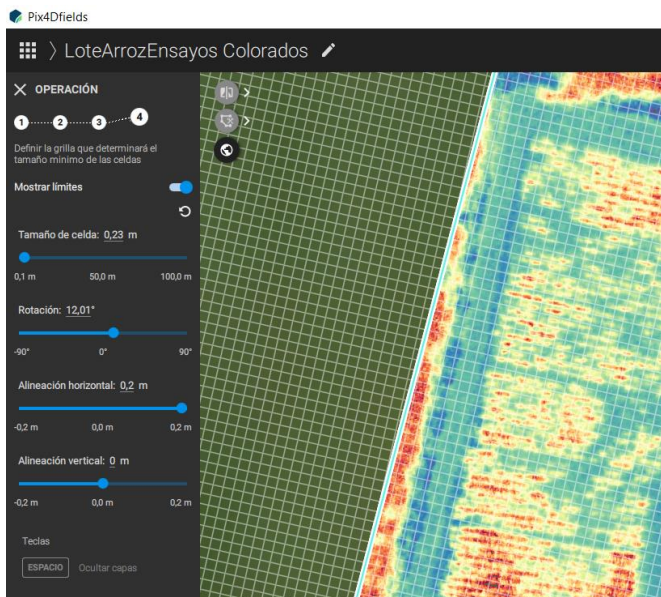 Pix4Dfields
LoteArrozEnsayos Colorados
OPERACIÓN
1 2 3 4
Definir la grilla que determinará el
tamaño minimo de las celdas
Mostrar límites
Tamaño de celda: 0,23 m
0,1 m 50,0 m 100,0 m
Rotación: 12,01°
-90° 0° 90°
Alineación horizontal: 0,2 m
-0,2 m 0,0 m 0,2 m
Alineación vertical: 0 m
-0,2 m 0,0 m 0,2 m
Teclas
ESPACIO Ocultar capas